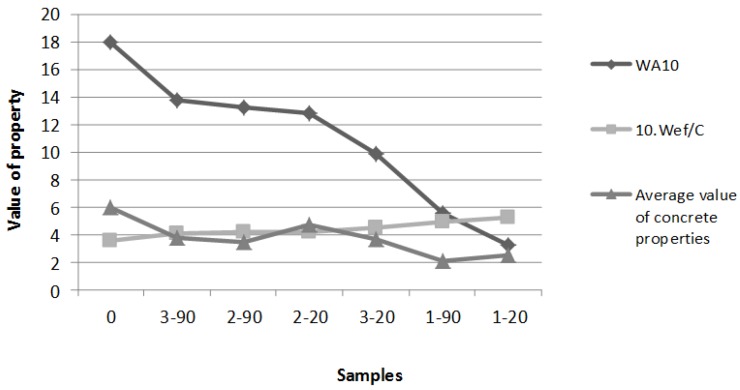 20
18
16
14
12
10
8
6
4
2
0
Value of property
0 3-90 2-90 2-20 3-20 1-90 1-20
Samples
WA10
10.Wef/C
Average value
of concrete
properties